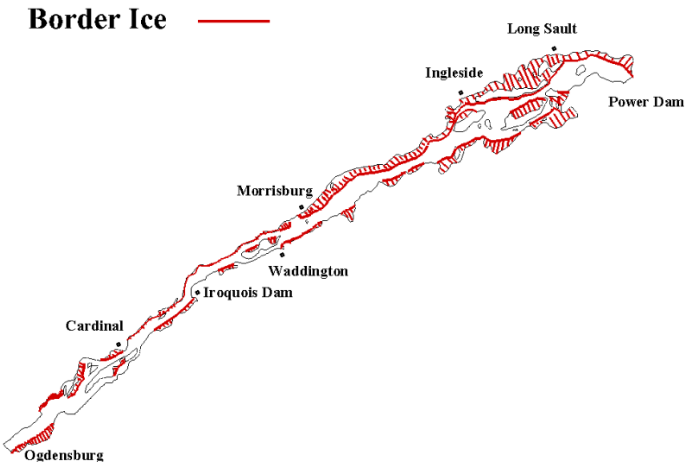 Border Ice
Long Sault
Ingleside
Power Dam
Morrisburg
Waddington
Iroquois Dam
Cardinal
Ogdensburg